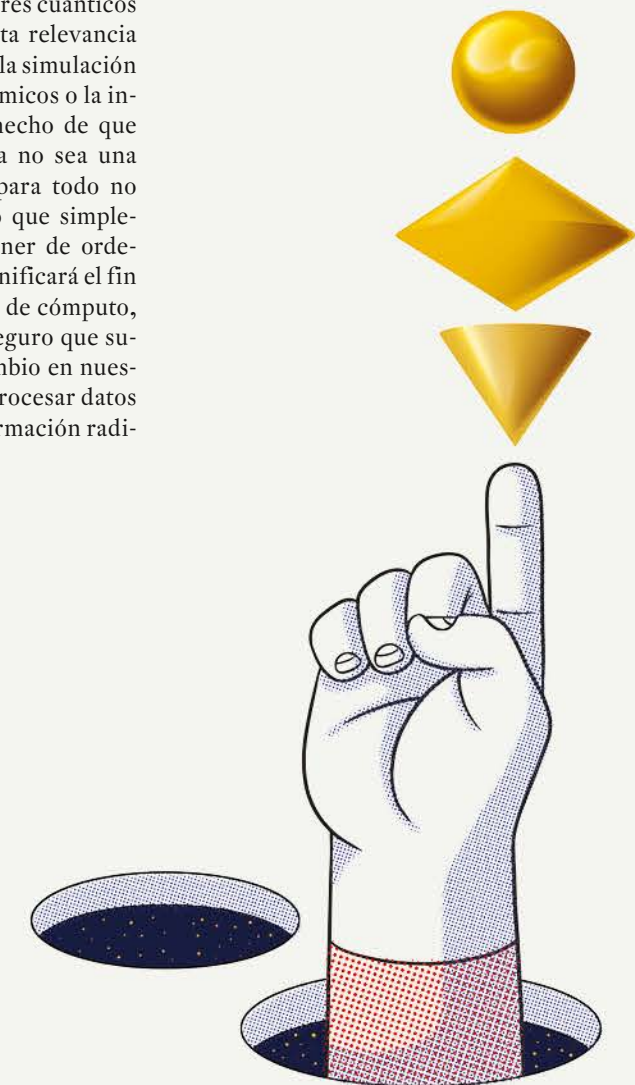 res cuánticos
ta relevancia
la simulación
micos o la in-
hecho de que
a no sea una
para todo no
o que simple-
ner de orde-
nificará el fin
de cómputo,
eguro que su-
mbio en nues-
rocesar datos
rmación radi-